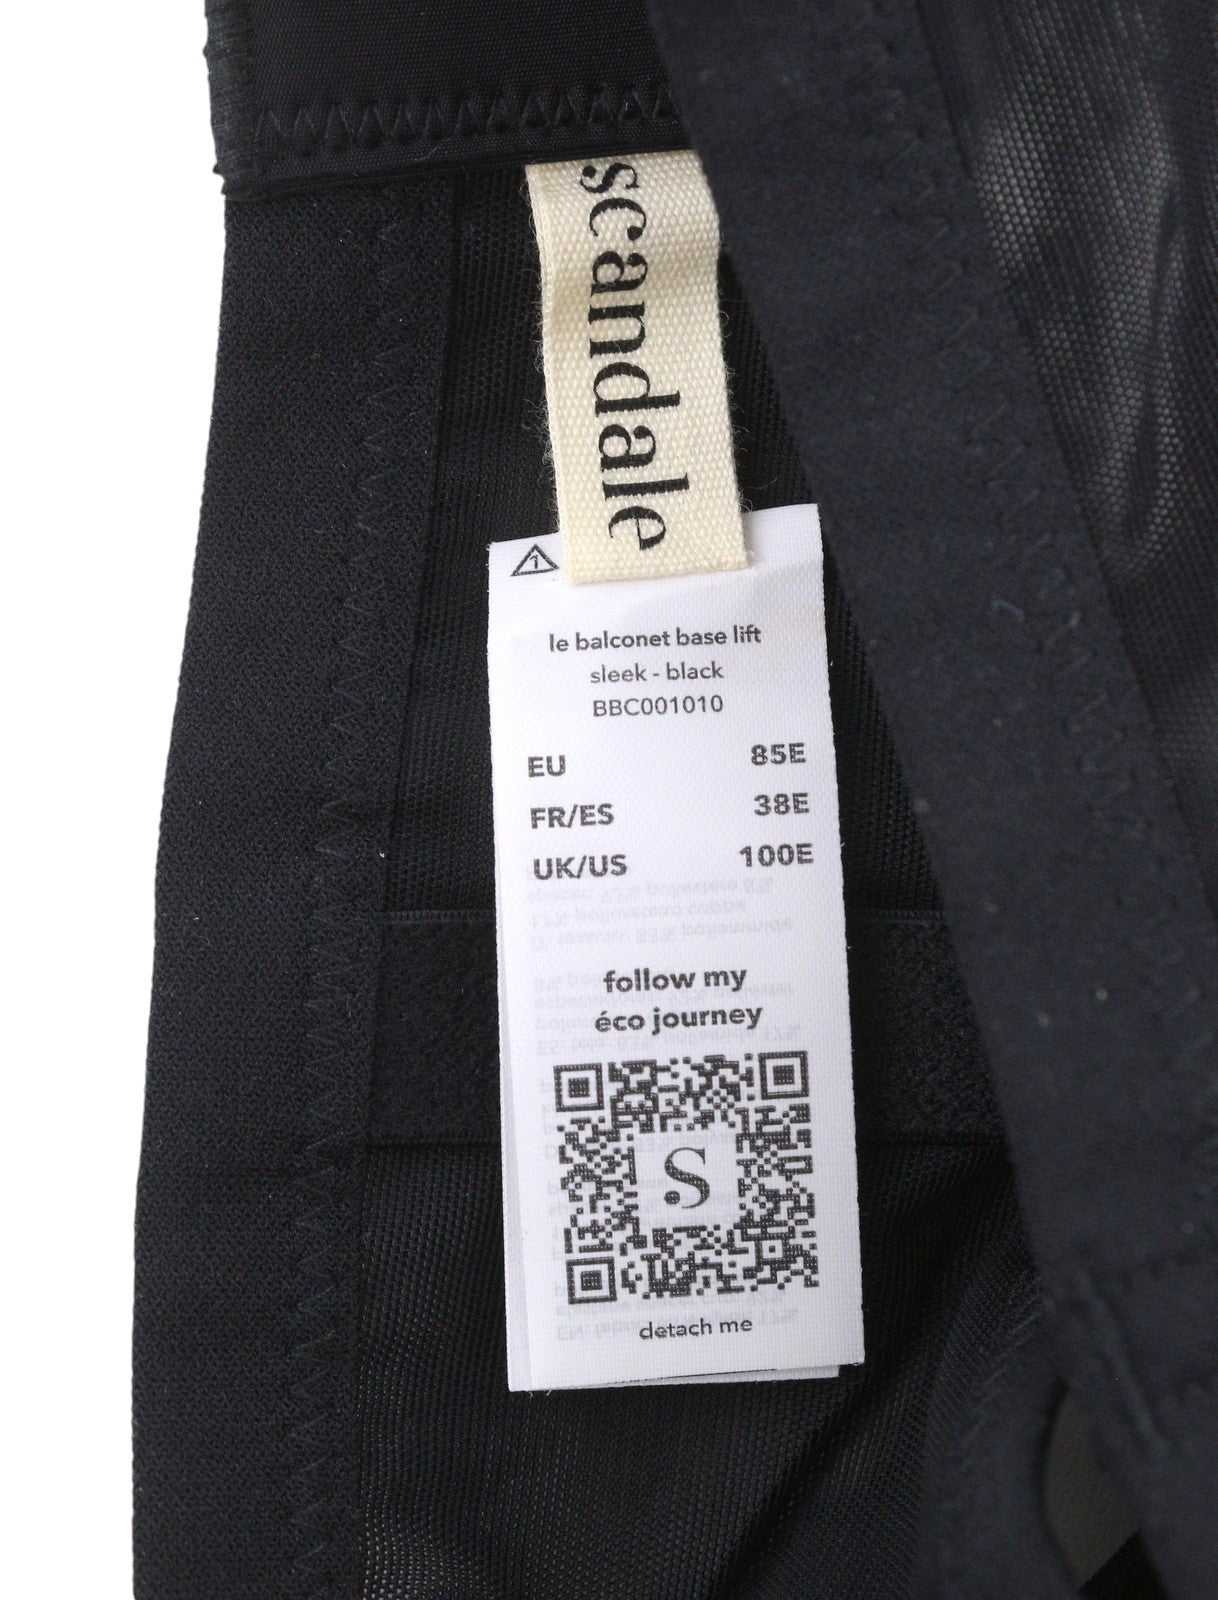 scandale
1
le balconet base lift
sleek - black
BBC001010
EU 85E
FR/ES 38E
UK/US 100E
follow my
éco journey
S
detach me